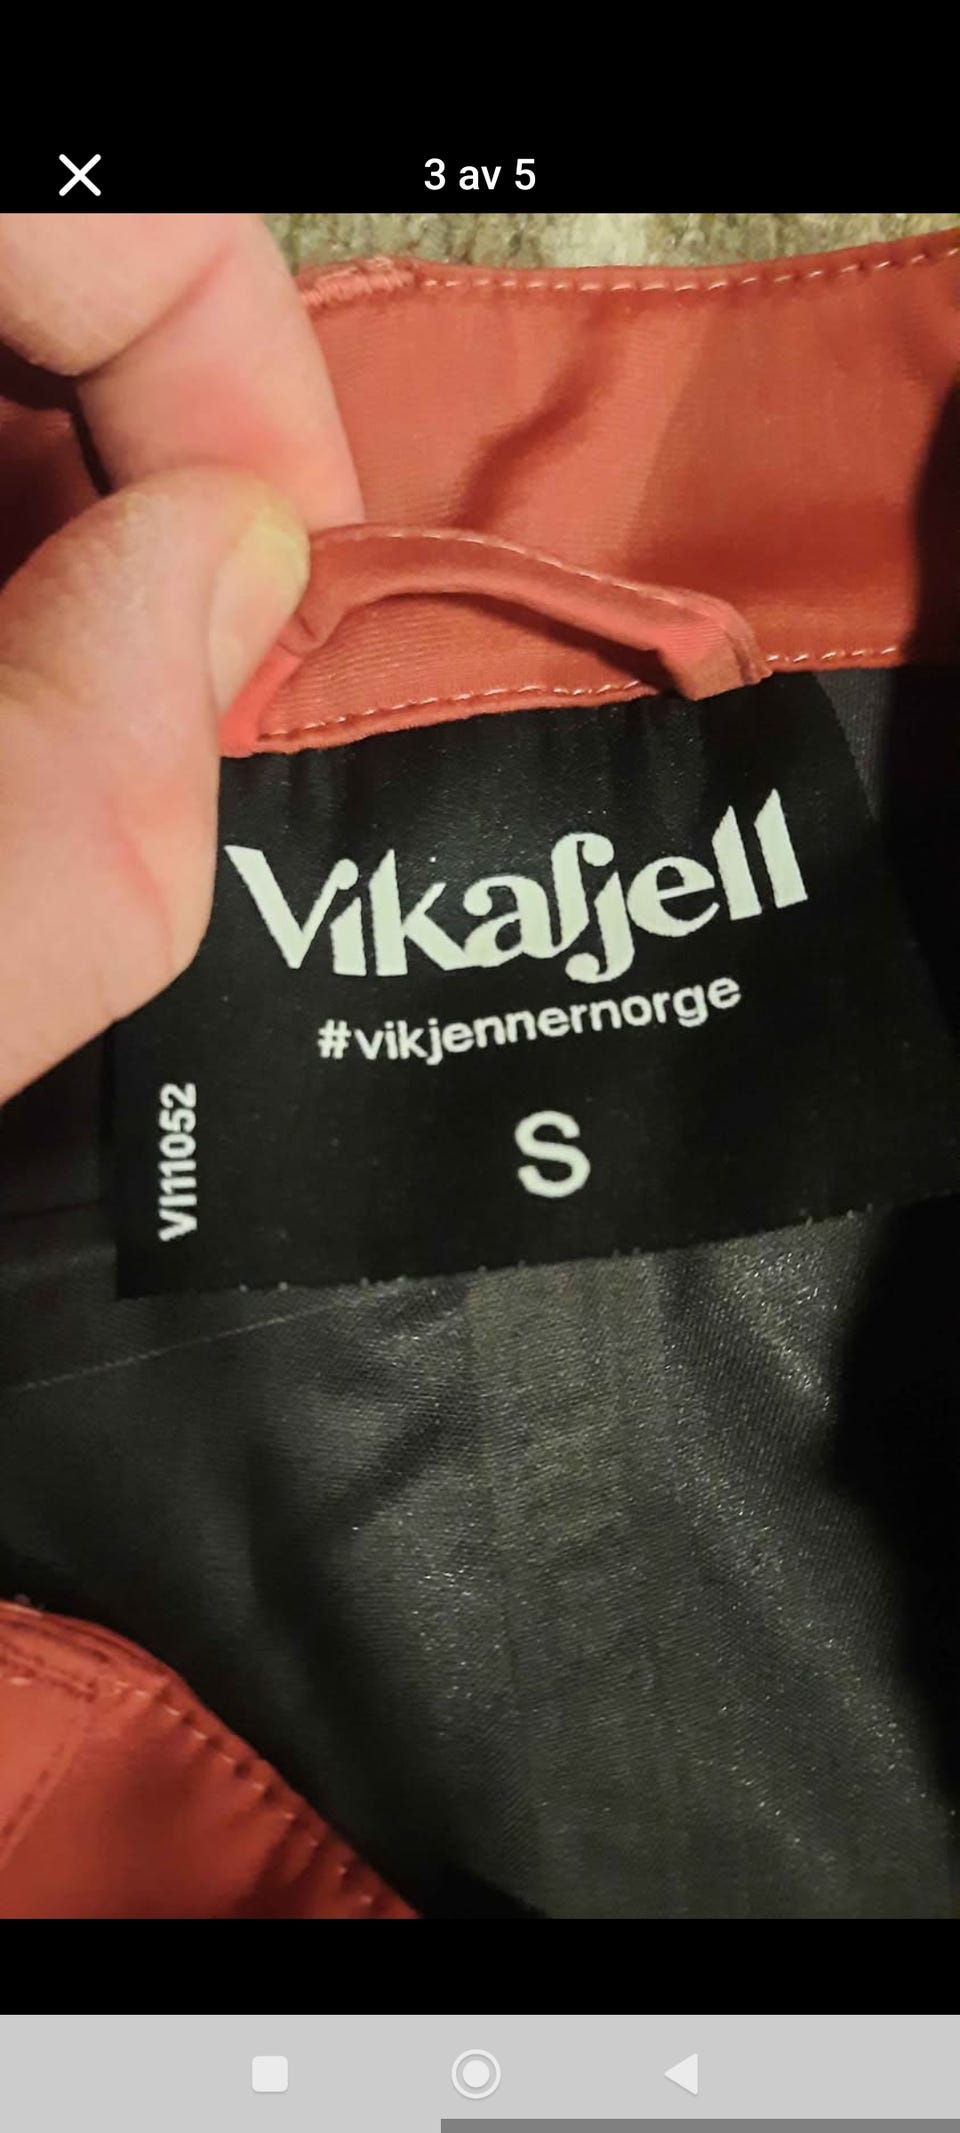 3 av 5
Vikafjell
#vikjennernorge
S
VI11052